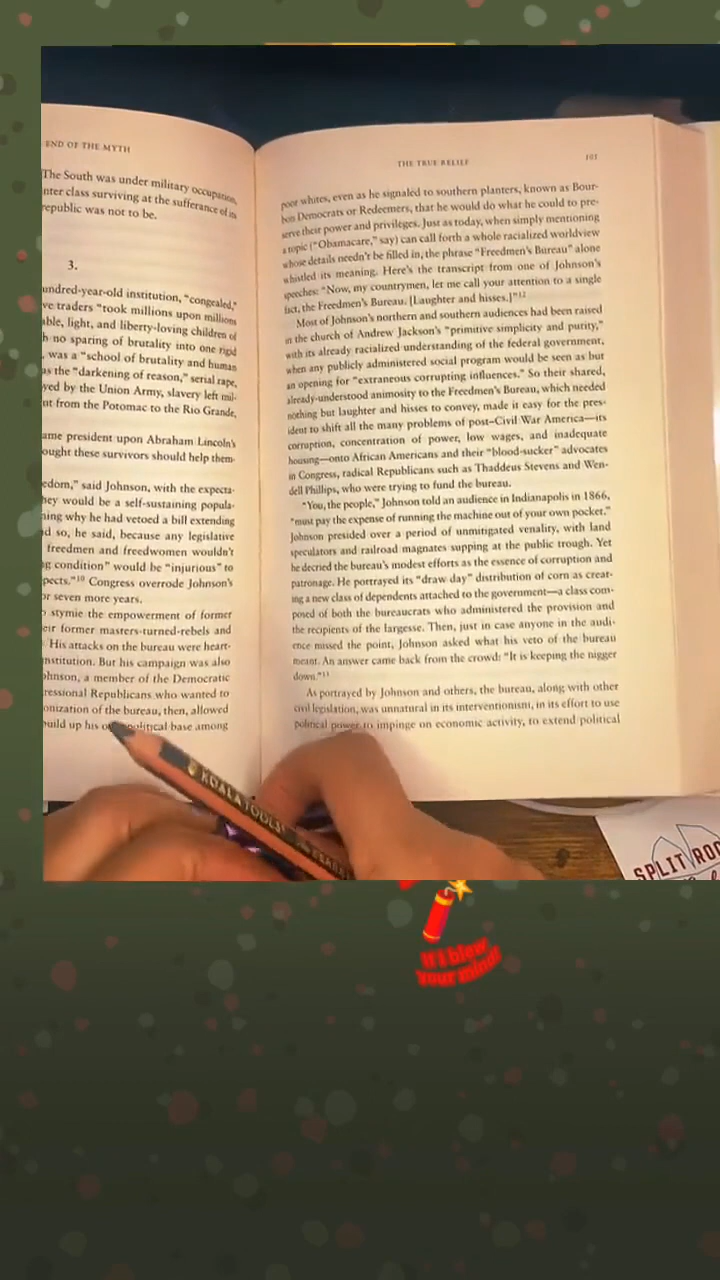 END OF THE MYTH
The South was under military occupation,
nter class surviving at the sufferance of its
republic was not to be.
3.
undred-year-old institution, “congealed,”
ve traders “took millions upon millions
able, light, and liberty-loving children of
h no sparing of brutality into one rigid
, was a “school of brutality and human
as the “darkening of reason,” serial rape,
yed by the Union Army, slavery left mil-
nt from the Potomac to the Rio Grande,
ame president upon Abraham Lincoln’s
ought these survivors should help them-
edom,” said Johnson, with the expecta-
hey would be a self-sustaining popula-
ning why he had vetoed a bill extending
d so, he said, because any legislative
freedmen and freedwomen wouldn’t
g condition” would be “injurious” to
pects.”10 Congress overrode Johnson’s
or seven more years.
o stymie the empowerment of former
eir former masters-turned-rebels and
His attacks on the bureau were heart-
nstitution. But his campaign was also
ohnson, a member of the Democratic
ressional Republicans who wanted to
onization of the bureau, then, allowed
uild up his own political base among
THE TRUE RELIEF 101
poor whites, even as he signaled to southern planters, known as Bour-
bon Democrats or Redeemers, that he would do what he could to pre-
serve their power and privileges. Just as today, when simply mentioning
a topic (“Obamacare,” say) can call forth a whole racialized worldview
whose details needn’t be filled in, the phrase “Freedmen’s Bureau” alone
whistled its meaning. Here’s the transcript from one of Johnson’s
speeches: “Now, my countrymen, let me call your attention to a single
fact, the Freedmen’s Bureau. [Laughter and hisses.]”12
Most of Johnson’s northern and southern audiences had been raised
in the church of Andrew Jackson’s “primitive simplicity and purity,”
with its already racialized understanding of the federal government,
when any publicly administered social program would be seen as but
an opening for “extraneous corrupting influences.” So their shared,
already-understood animosity to the Freedmen’s Bureau, which needed
nothing but laughter and hisses to convey, made it easy for the pres-
ident to shift all the many problems of post–Civil War America—its
corruption, concentration of power, low wages, and inadequate
housing—onto African Americans and their “blood-sucker” advocates
in Congress, radical Republicans such as Thaddeus Stevens and Wen-
dell Phillips, who were trying to fund the bureau.
“You, the people,” Johnson told an audience in Indianapolis in 1866,
“must pay the expense of running the machine out of your own pocket.”
Johnson presided over a period of unmitigated venality, with land
speculators and railroad magnates supping at the public trough. Yet
he decried the bureau’s modest efforts as the essence of corruption and
patronage. He portrayed its “draw day” distribution of corn as creat-
ing a new class of dependents attached to the government—a class com-
posed of both the bureaucrats who administered the provision and
the recipients of the largesse. Then, just in case anyone in the audi-
ence missed the point, Johnson asked what his veto of the bureau
meant. An answer came back from the crowd: “It is keeping the nigger
down.”13
As portrayed by Johnson and others, the bureau, along with other
civil legislation, was unnatural in its interventionism, in its effort to use
political power to impinge on economic activity, to extend political
KOALA TOOLS
SPLIT ROC
If I blew
your mind!